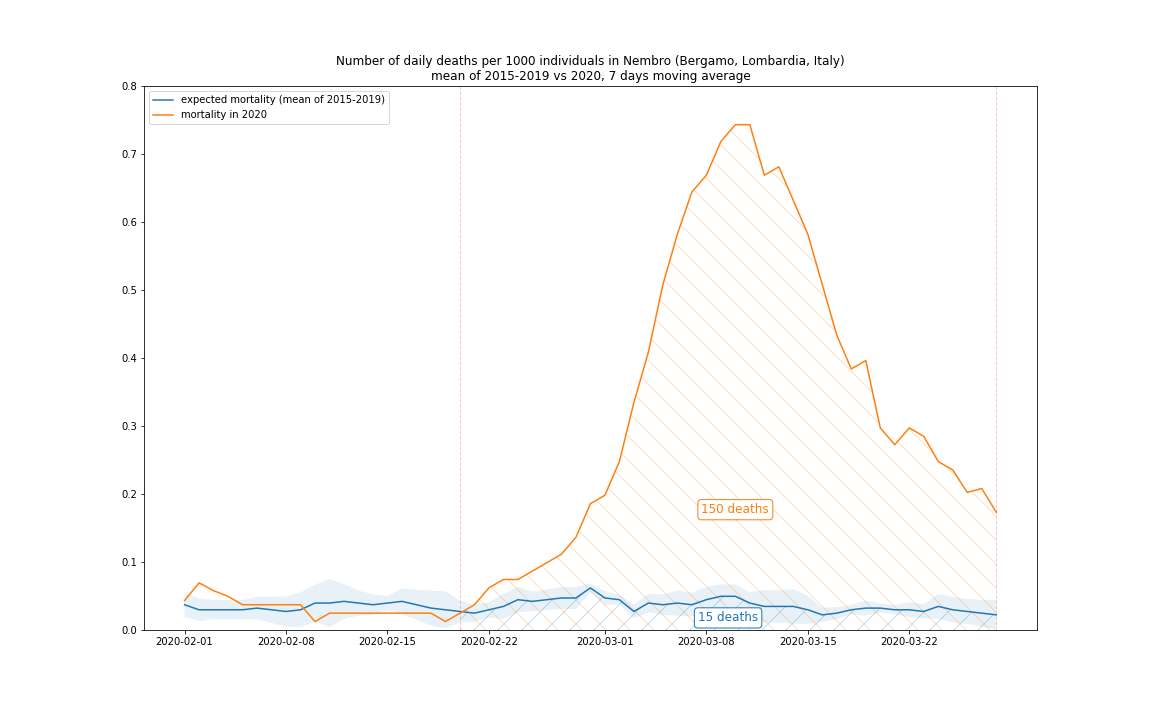 Number of daily deaths per 1000 individuals in Nembro (Bergamo, Lombardia, Italy)
mean of 2015-2019 vs 2020, 7 days moving average
expected mortality (mean of 2015-2019)
mortality in 2020
0.8
0.7
0.6
0.5
0.4
0.3
0.2
0.1
0.0
150 deaths
15 deaths
2020-02-01
2020-02-08
2020-02-15
2020-02-22
2020-03-01
2020-03-08
2020-03-15
2020-03-22